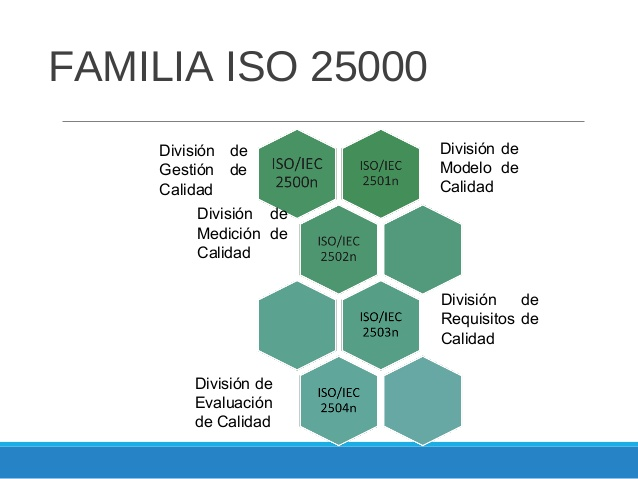 FAMILIA ISO 25000
División de
Gestión de
Calidad
ISO/IEC
2500n
ISO/IEC
2501n
División de
Modelo de
Calidad
División de
Medición de
Calidad
ISO/IEC
2502n
ISO/IEC
2503n
División de
Requisitos de
Calidad
División de
Evaluación
de Calidad
ISO/IEC
2504n